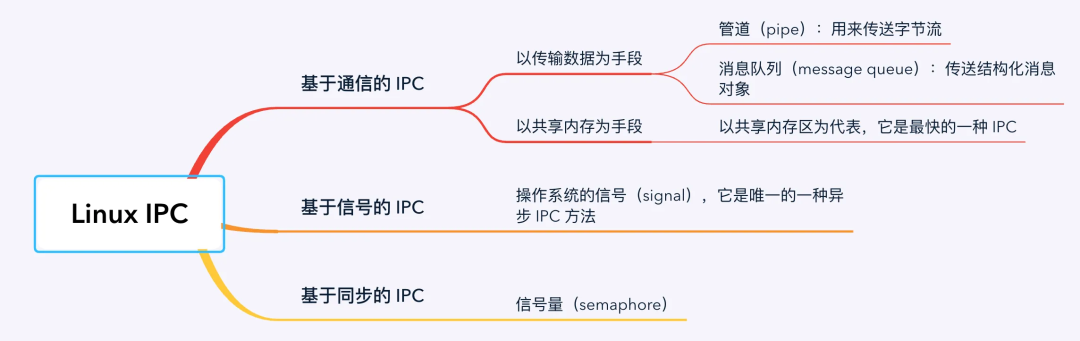 Linux IPC
基于通信的 IPC
以传输数据为手段
管道（pipe）：用来传送字节流
消息队列（message queue）：传送结构化消息
对象
以共享内存为手段
以共享内存区为代表，它是最快的一种 IPC
基于信号的 IPC
操作系统的信号（signal），它是唯一的一种异
步 IPC 方法
基于同步的 IPC
信号量（semaphore）